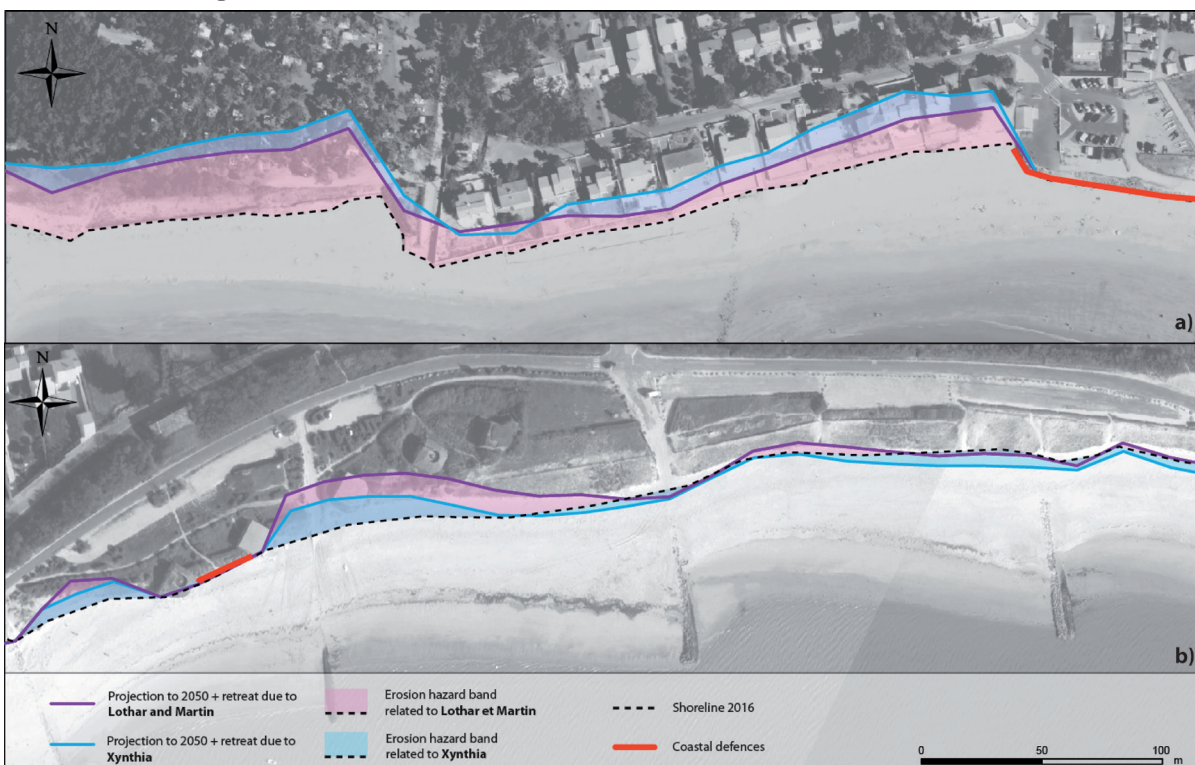 N
a)
N
b)
Projection to 2050 + retreat due to
Lothar and Martin
Erosion hazard band
related to Lothar et Martin
Shoreline 2016
Projection to 2050 + retreat due to
Xynthia
Erosion hazard band
related to Xynthia
Coastal defences
0 50 100
m